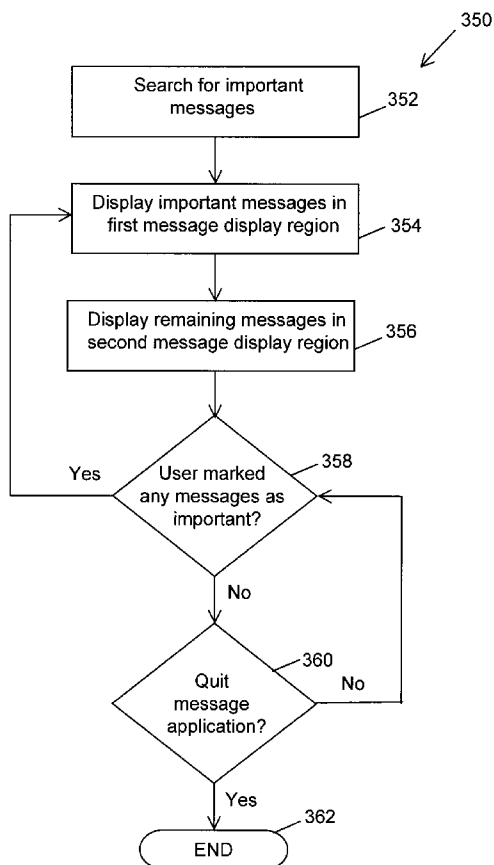 350
Search for important
messages
352
Display important messages in
first message display region
354
Display remaining messages in
second message display region
356
358
Yes
User marked
any messages as
important?
No
360
Quit
message
application?
No
Yes
362
END